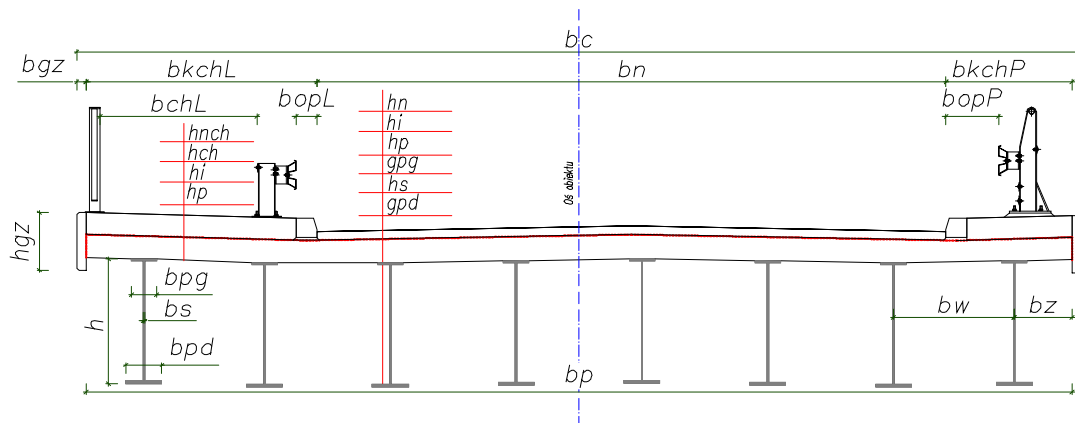 bc
bgz
bkchL
bn
bkchP
bchL
bopL
bopP
hnch
hch
hi
hp
hn
hi
hp
gpg
hs
gpd
Oś obiektu
hgz
bpg
bs
h
bpd
bw
bz
bp